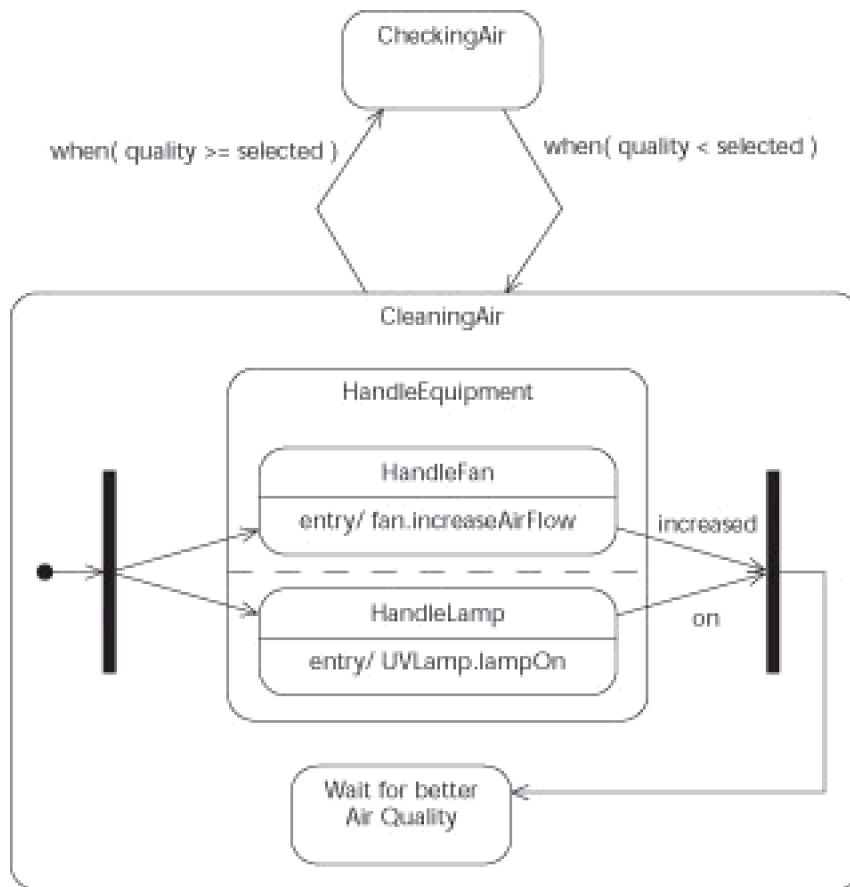 CheckingAir
when( quality >= selected )
when( quality < selected )
CleaningAir
HandleEquipment
HandleFan
entry/ fan.increaseAirFlow
increased
HandleLamp
on
entry/ UVLamp.lampOn
Wait for better
Air Quality